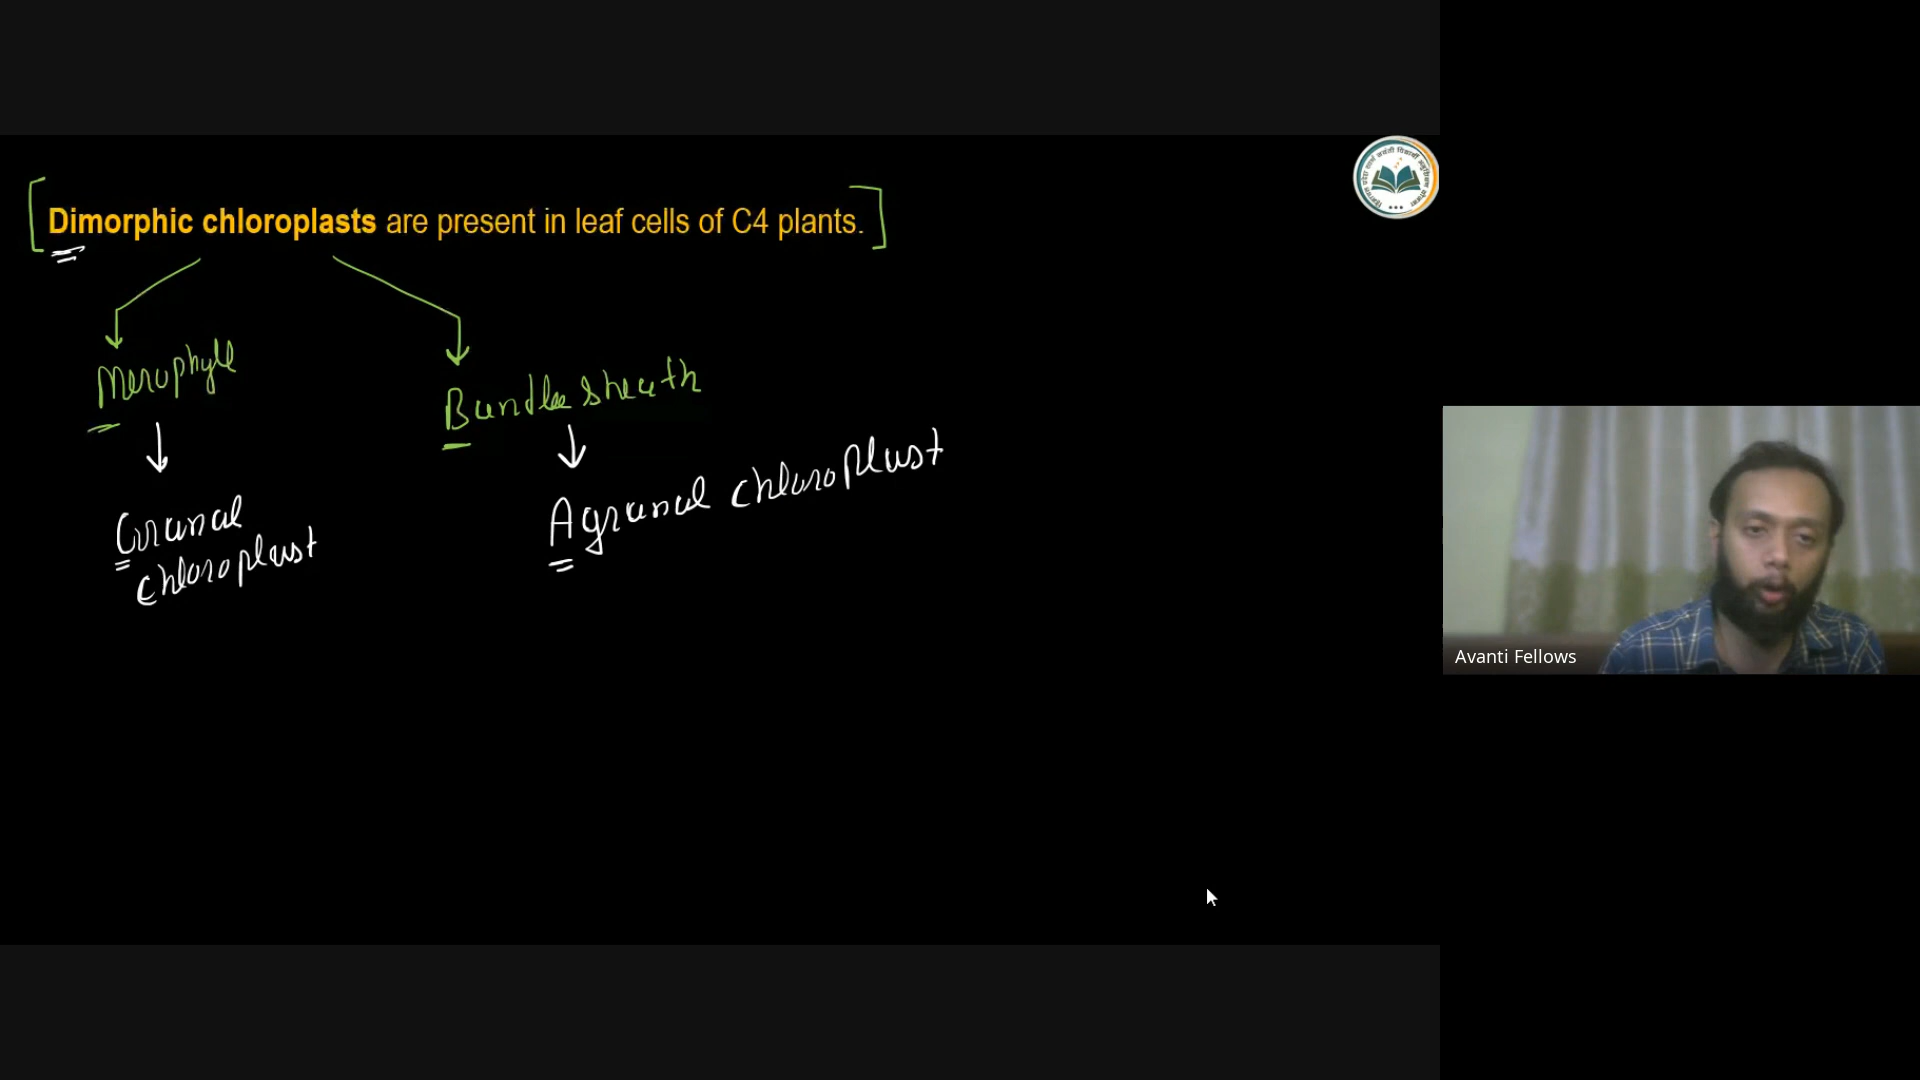 Dimorphic chloroplasts are present in leaf cells of C4 plants.
Mesophyll
Bundle sheath
Granal
chloroplast
Agranal chloroplast
Avanti Fellows